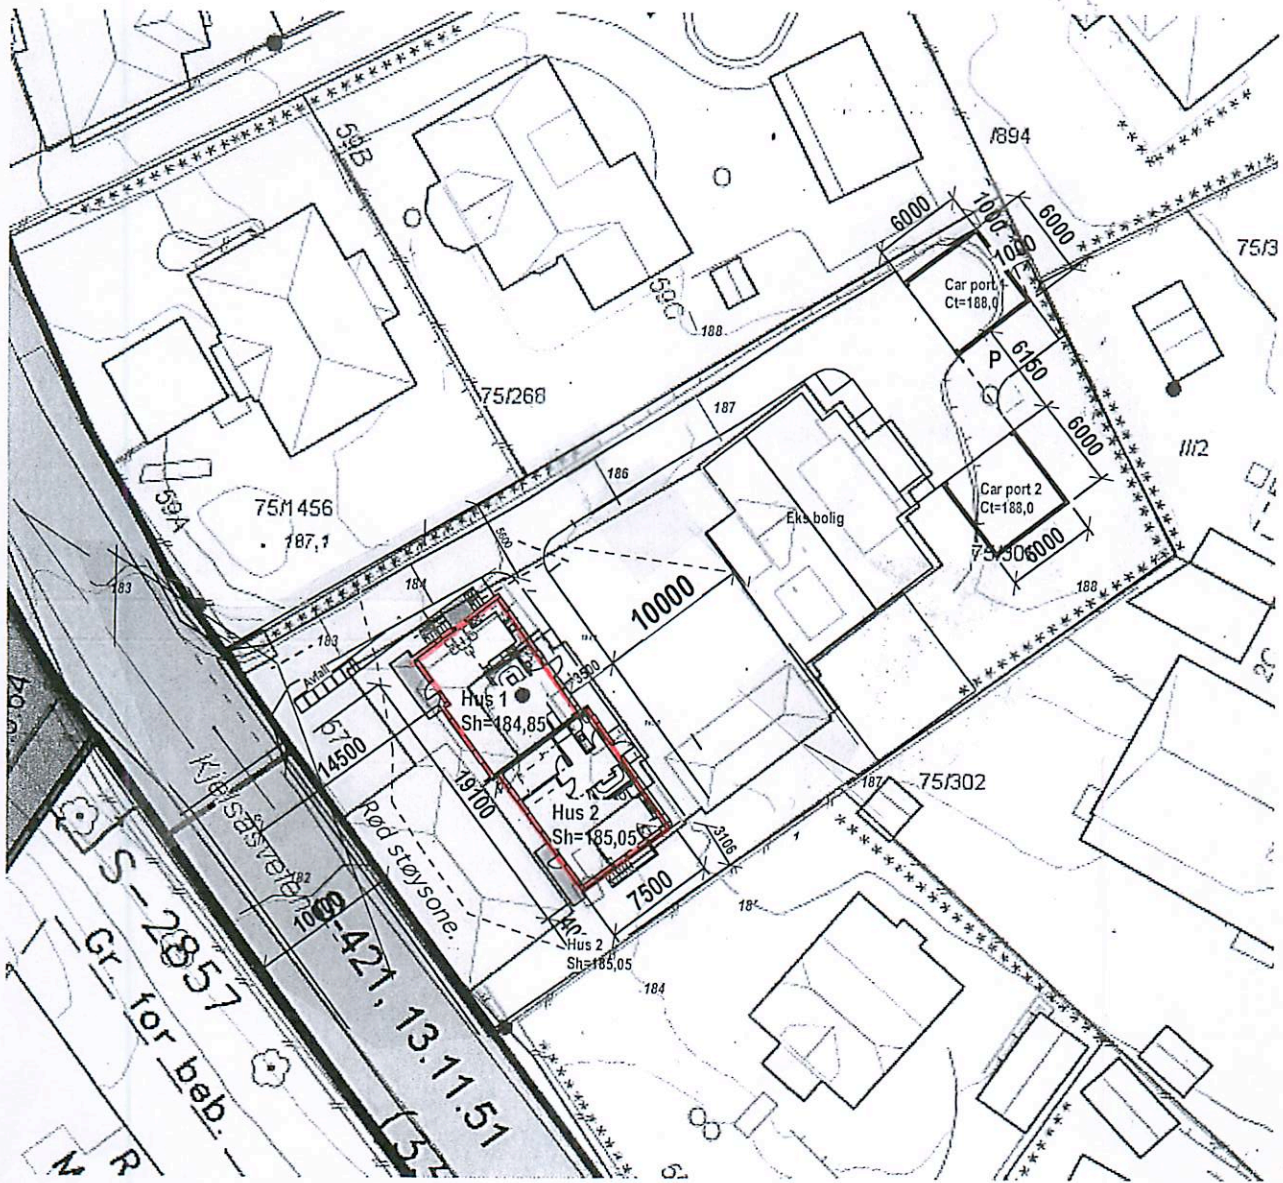 59B
/894
6000
1000
6000
1000
75/3
Car port 1
Ct=188,0
59C
188
P
6150
75/268
187
6000
///2
186
Car port 2
Ct=188,0
59A
75/1456
187,1
Eks bolig
5600
6000
188
183
184
10000
183
Avfall
3500
Hus 1
Sh=184,85
14500
19100
187
75/302
Kjelsåsveien
Hus 2
Sh=185,05
Rød støysone.
3106
1
7500
182
Hus 2
Sh=185,05
184
S-2857
421, 13.11.51
Gr. for beb.